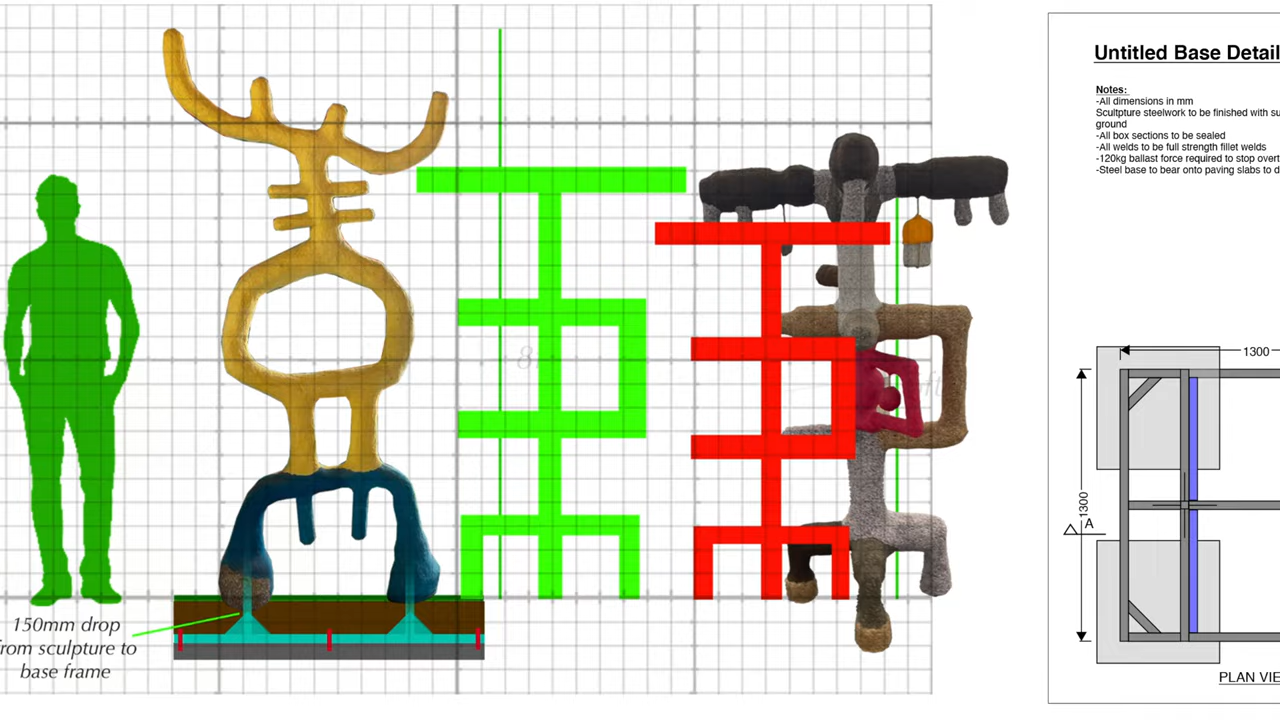 150mm drop
from sculpture to
base frame
Untitled Base Detail
Notes:
-All dimensions in mm
Scultpture steelwork to be finished with su
ground
-All box sections to be sealed
-All welds to be full strength fillet welds
-120kg ballast force required to stop overt
-Steel base to bear onto paving slabs to d
1300
1300
A
PLAN VIE